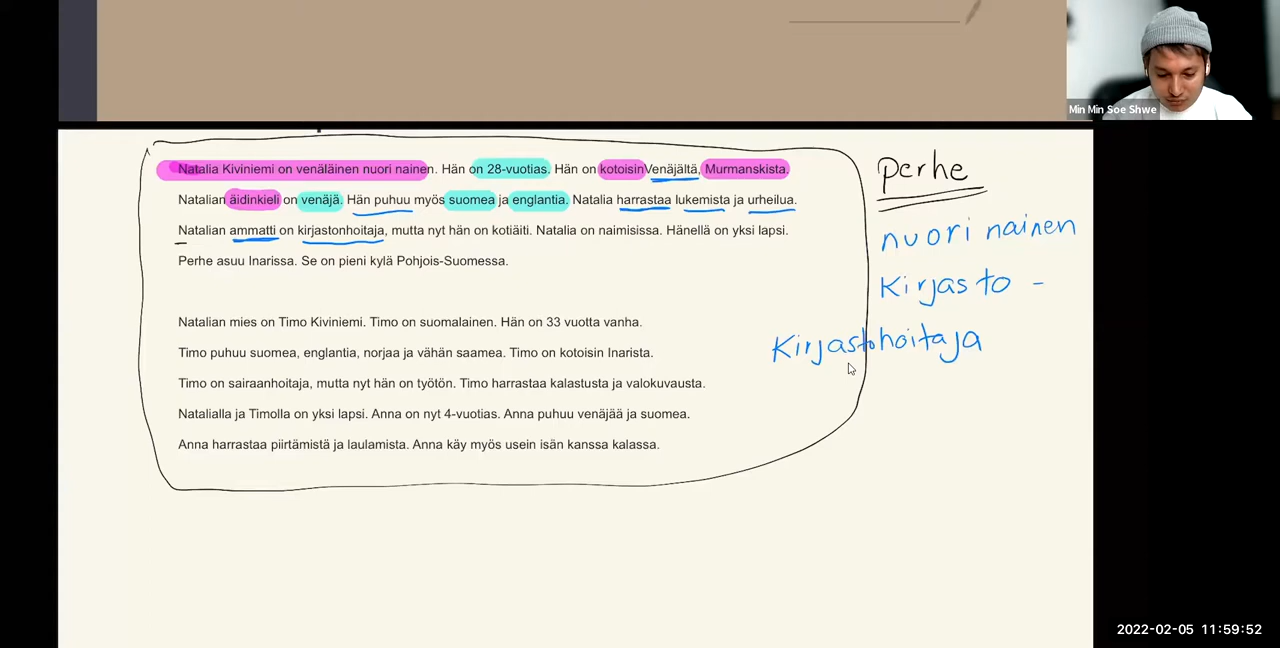 Min Min Soe Shwe
Natalia Kiviniemi on venäläinen nuori nainen. Hän on 28-vuotias. Hän on kotoisin Venäjältä, Murmanskista.
Natalian äidinkieli on venäjä. Hän puhuu myös suomea ja englantia. Natalia harrastaa lukemista ja urheilua.
Natalian ammatti on kirjastonhoitaja, mutta nyt hän on kotiäiti. Natalia on naimisissa. Hänellä on yksi lapsi.
Perhe asuu Inarissa. Se on pieni kylä Pohjois-Suomessa.
Natalian mies on Timo Kiviniemi. Timo on suomalainen. Hän on 33 vuotta vanha.
Timo puhuu suomea, englantia, norjaa ja vähän saamea. Timo on kotoisin Inarista.
Timo on sairaanhoitaja, mutta nyt hän on työtön. Timo harrastaa kalastusta ja valokuvausta.
Natalialla ja Timolla on yksi lapsi. Anna on nyt 4-vuotias. Anna puhuu venäjää ja suomea.
Anna harrastaa piirtämistä ja laulamista. Anna käy myös usein isän kanssa kalassa.
perhe
nuori nainen
Kirjasto -
Kirjastohoitaja
2022-02-05 11:59:52